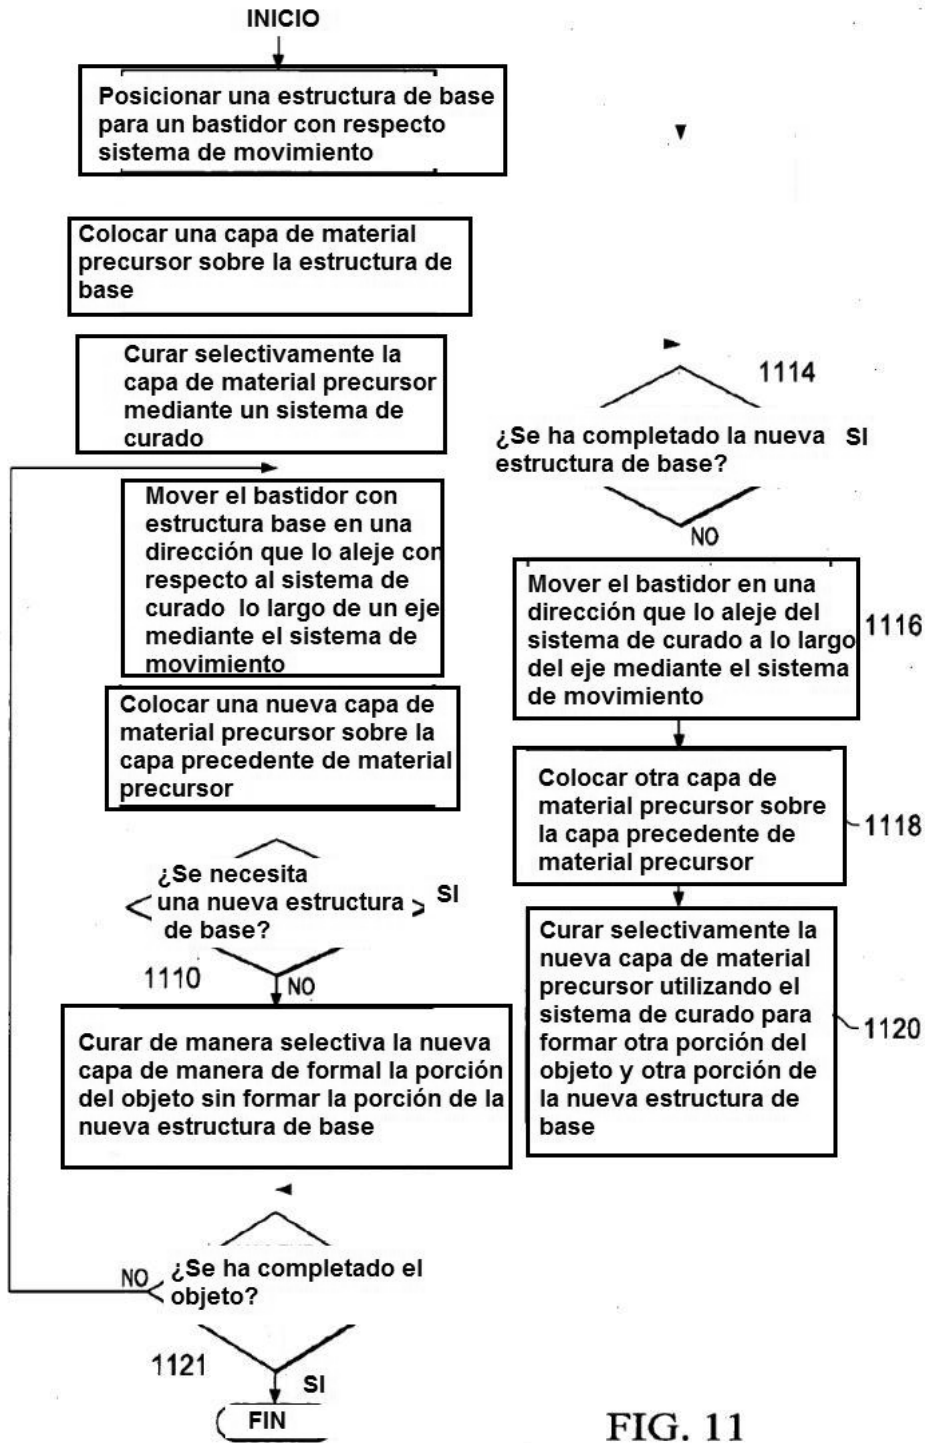 INICIO
Posicionar una estructura de base
para un bastidor con respecto
sistema de movimiento
Colocar una capa de material
precursor sobre la estructura de
base
Curar selectivamente la
capa de material precursor
mediante un sistema de
curado
Mover el bastidor con
estructura base en una
dirección que lo aleje con
respecto al sistema de
curado lo largo de un eje
mediante el sistema de
movimiento
Colocar una nueva capa de
material precursor sobre la
capa precedente de material
precursor
¿Se necesita
una nueva estructura
de base?
SI
1110
NO
Curar de manera selectiva la nueva
capa de manera de formal la porción
del objeto sin formar la porción de la
nueva estructura de base
NO
¿Se ha completado el
objeto?
1121
SI
FIN
1114
¿Se ha completado la nueva
estructura de base?
SI
NO
Mover el bastidor en una
dirección que lo aleje del
sistema de curado a lo largo
del eje mediante el sistema
de movimiento
1116
Colocar otra capa de
material precursor sobre
la capa precedente de
material precursor
1118
Curar selectivamente la
nueva capa de material
precursor utilizando el
sistema de curado para
formar otra porción del
objeto y otra porción de
la nueva estructura de
base
1120
FIG. 11